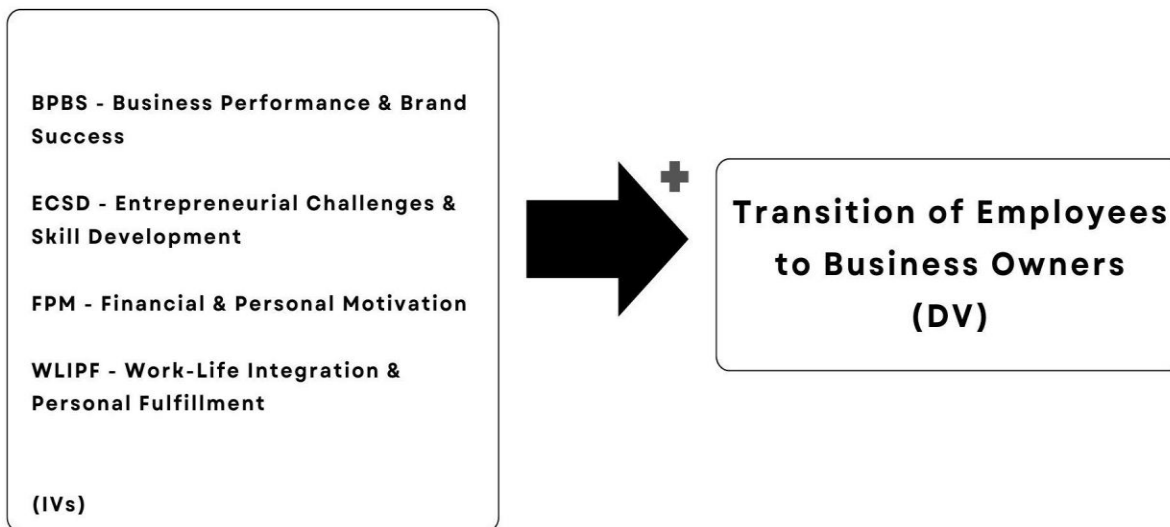 BPBS - Business Performance & Brand
Success
ECSD - Entrepreneurial Challenges &
Skill Development
FPM - Financial & Personal Motivation
WLIPF - Work-Life Integration &
Personal Fulfillment
(IVs)
Transition of Employees
to Business Owners
(DV)